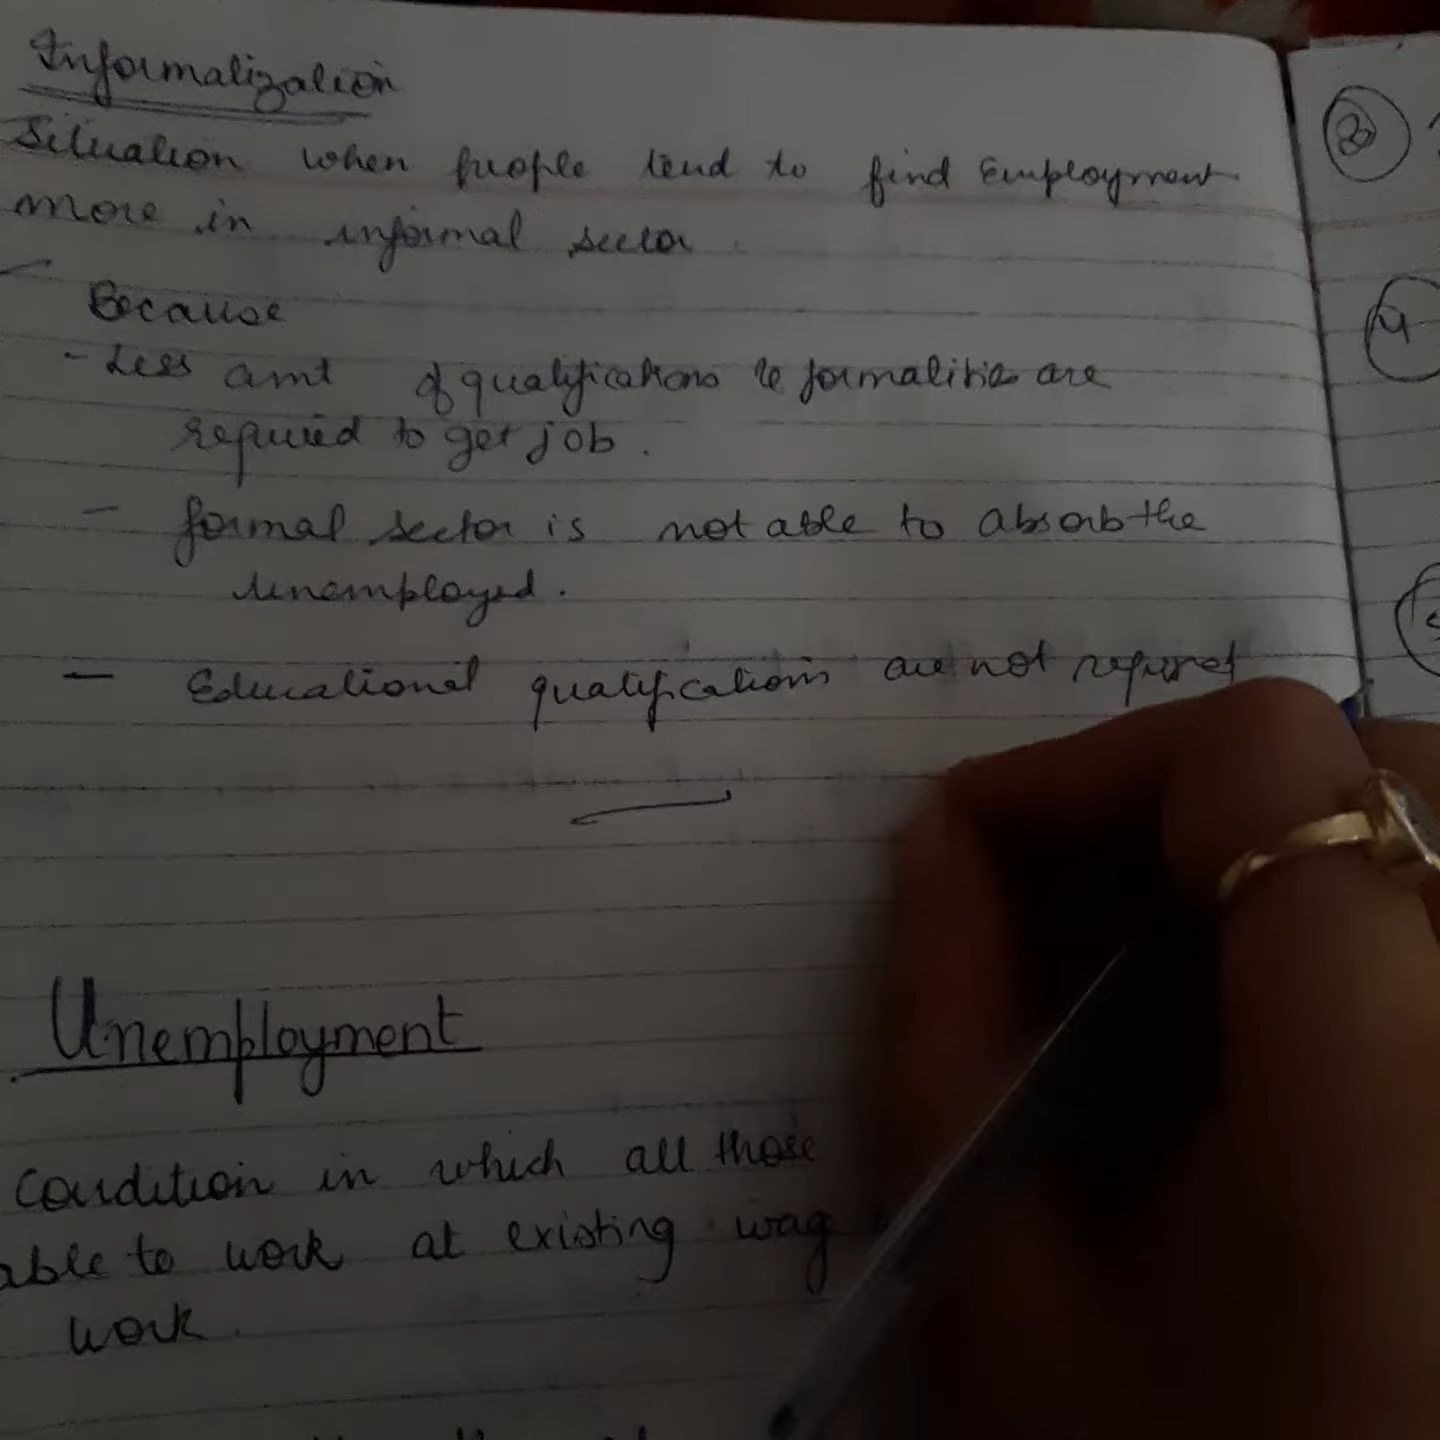 Informalization
Situation when people tend to find Employment
more in informal sector.
Because
- Less amt of qualifications & formalities are
required to get job.
- formal sector is not able to absorb the
unemployed.
- Educational qualifications are not required
Unemployment
Condition in which all those
able to work at existing wag
work.
3
4